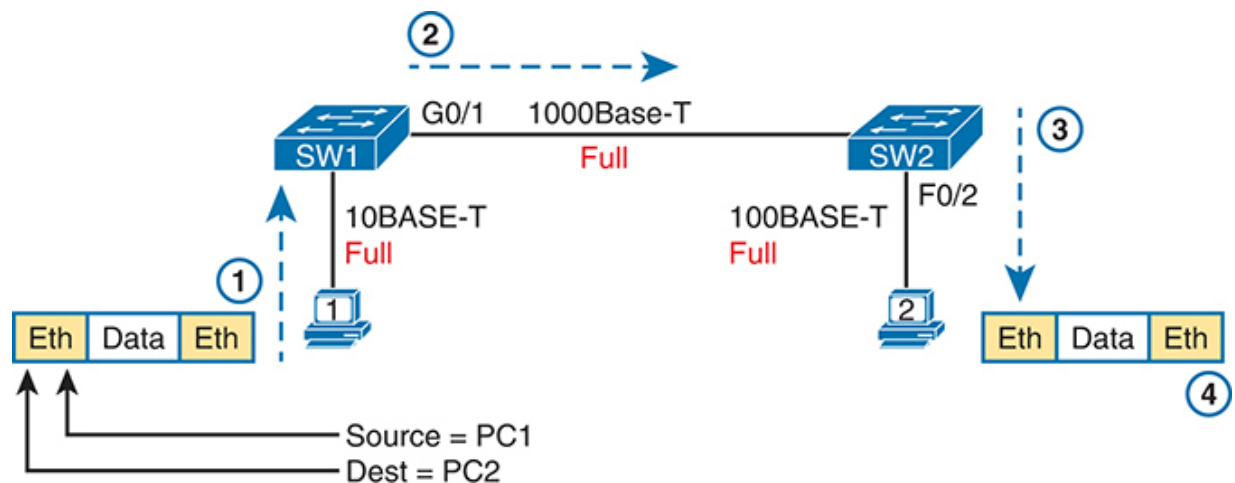 2
G0/1 1000Base-T
3
SW1 Full SW2
F0/2
10BASE-T 100BASE-T
Full Full
1
1 2
Eth Data Eth Eth Data Eth
4
Source = PC1
Dest = PC2